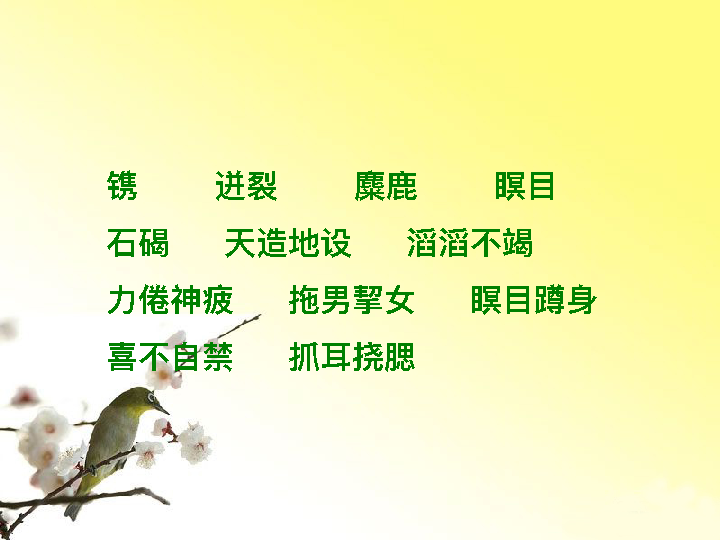 镌 迸裂 麋鹿 瞑目
石碣 天造地设 滔滔不竭
力倦神疲 拖男挈女 瞑目蹲身
喜不自禁 抓耳挠腮